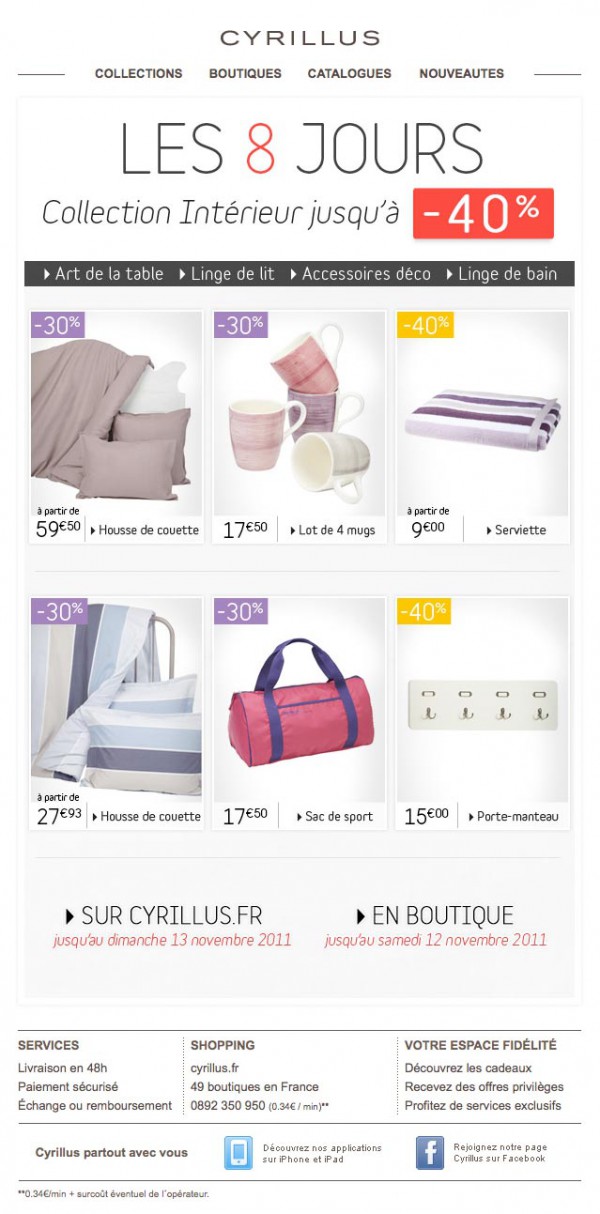 CYRILLUS
COLLECTIONS BOUTIQUES CATALOGUES NOUVEAUTES
LES 8 JOURS
Collection Intérieur jusqu'à -40%
Art de la table Linge de lit Accessoires déco Linge de bain
-30% -30% -40%
à partir de
59€50 Housse de couette
17€50 Lot de 4 mugs
à partir de
9€00 Serviette
-30% -30% -40%
à partir de
27€93 Housse de couette
17€50 Sac de sport
15€00 Porte-manteau
SUR CYRILLUS.FR
jusqu'au dimanche 13 novembre 2011
EN BOUTIQUE
jusqu'au samedi 12 novembre 2011
SERVICES
Livraison en 48h
Paiement sécurisé
Échange ou remboursement
SHOPPING
cyrillus.fr
49 boutiques en France
0892 350 950 (0.34€ / min)**
VOTRE ESPACE FIDÉLITÉ
Découvrez les cadeaux
Recevez des offres privilèges
Profitez de services exclusifs
Cyrillus partout avec vous
Découvrez nos applications
sur iPhone et iPad
Rejoignez notre page
Cyrillus sur Facebook
**0.34€/min + surcoût éventuel de l'opérateur.